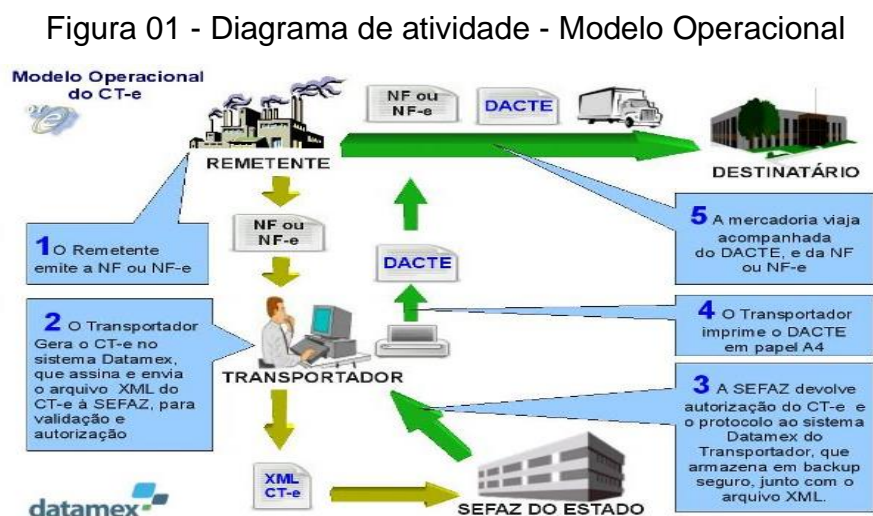 Figura 01 - Diagrama de atividade - Modelo Operacional
Modelo Operacional
do CT-e
NF ou
NF-e
DACTE
REMETENTE
DESTINATÁRIO
1 O Remetente
emite a NF ou NF-e
NF ou
NF-e
DACTE
5 A mercadoria viaja
acompanhada
do DACTE, e da NF
ou NF-e
2 O Transportador
Gera o CT-e no
sistema Datamex,
que assina e envia
o arquivo XML do
CT-e à SEFAZ, para
validação e
autorização
TRANSPORTADOR
4 O Transportador
imprime o DACTE
em papel A4
3 A SEFAZ devolve
autorização do CT-e e
o protocolo ao sistema
Datamex do
Transportador, que
armazena em backup
seguro, junto com o
arquivo XML.
XML
CT-e
SEFAZ DO ESTADO
datamex